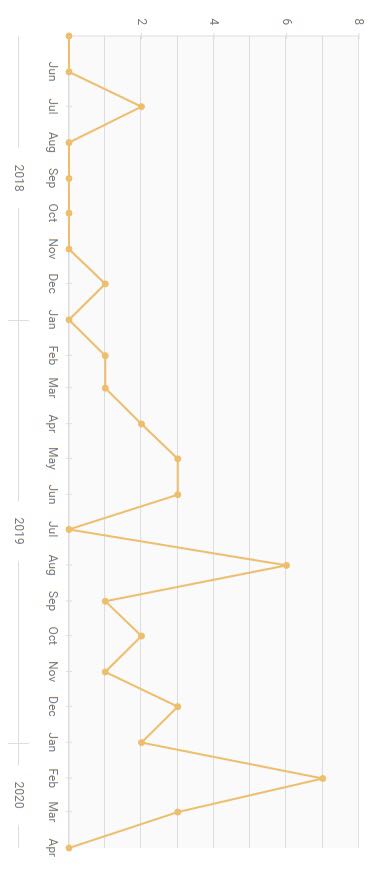 2
4
6
8
Jun
Jul
Aug
Sep
Oct
Nov
Dec
Jan
Feb
Mar
Apr
May
Jun
Jul
Aug
Sep
Oct
Nov
Dec
Jan
Feb
Mar
Apr
2018
2019
2020